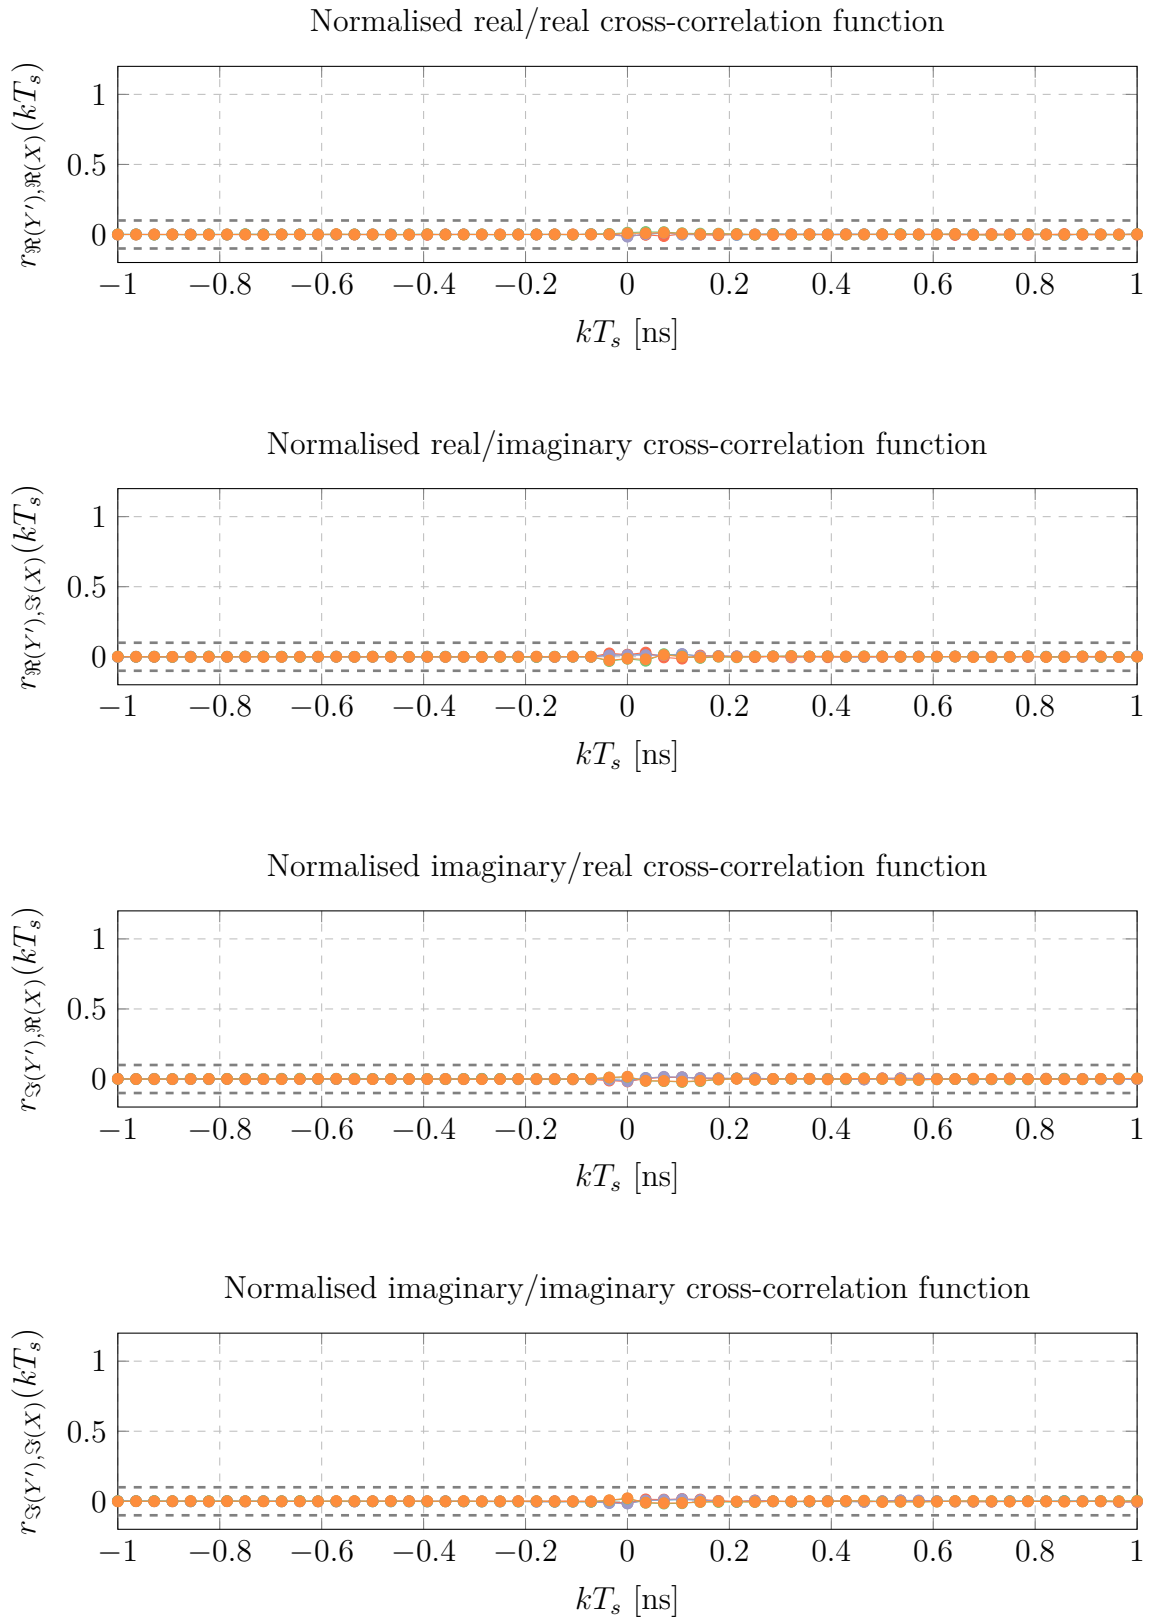 Normalised real/real cross-correlation function
r_{ℜ(Y′),ℜ(X)}(kT_s)
1
0.5
0
−1 −0.8 −0.6 −0.4 −0.2 0 0.2 0.4 0.6 0.8 1
kT_s [ns]
Normalised real/imaginary cross-correlation function
r_{ℜ(Y′),ℑ(X)}(kT_s)
1
0.5
0
−1 −0.8 −0.6 −0.4 −0.2 0 0.2 0.4 0.6 0.8 1
kT_s [ns]
Normalised imaginary/real cross-correlation function
r_{ℑ(Y′),ℜ(X)}(kT_s)
1
0.5
0
−1 −0.8 −0.6 −0.4 −0.2 0 0.2 0.4 0.6 0.8 1
kT_s [ns]
Normalised imaginary/imaginary cross-correlation function
r_{ℑ(Y′),ℑ(X)}(kT_s)
1
0.5
0
−1 −0.8 −0.6 −0.4 −0.2 0 0.2 0.4 0.6 0.8 1
kT_s [ns]